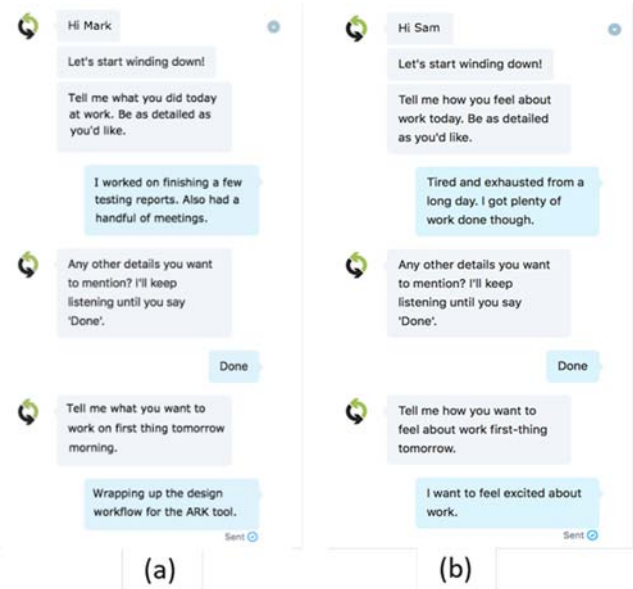 Hi Mark
Let's start winding down!
Tell me what you did today
at work. Be as detailed as
you'd like.
I worked on finishing a few
testing reports. Also had a
handful of meetings.
Any other details you want
to mention? I'll keep
listening until you say
'Done'.
Done
Tell me what you want to
work on first thing tomorrow
morning.
Wrapping up the design
workflow for the ARK tool.
Sent
(a)
Hi Sam
Let's start winding down!
Tell me how you feel about
work today. Be as detailed
as you'd like.
Tired and exhausted from a
long day. I got plenty of
work done though.
Any other details you want
to mention? I'll keep
listening until you say
'Done'.
Done
Tell me how you want to
feel about work first-thing
tomorrow.
I want to feel excited about
work.
Sent
(b)